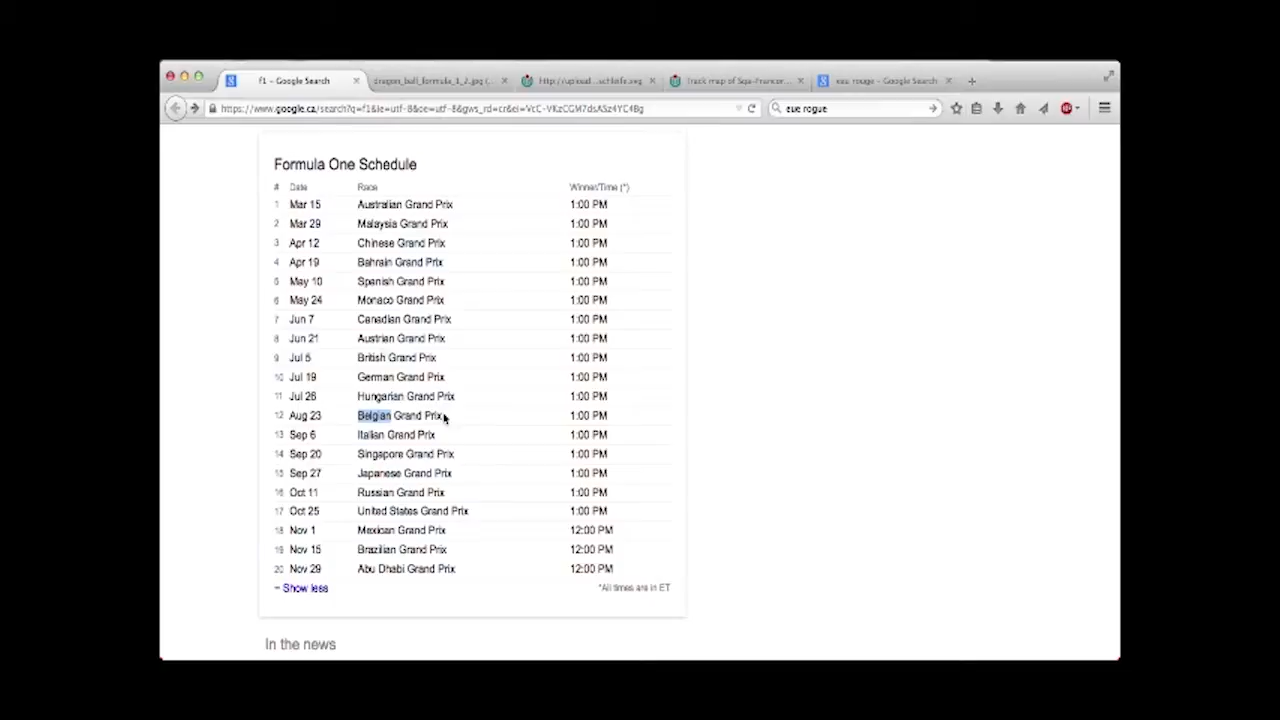 f1 - Google Search
dragon_ball_formula_1_2.jpg (...
http://upload...schleife.svg
Track map of Spa-Francor...
eau rouge - Google Search
eue rogue
Formula One Schedule
# Date Race Winner/Time (*)
1 Mar 15 Australian Grand Prix 1:00 PM
2 Mar 29 Malaysia Grand Prix 1:00 PM
3 Apr 12 Chinese Grand Prix 1:00 PM
4 Apr 19 Bahrain Grand Prix 1:00 PM
5 May 10 Spanish Grand Prix 1:00 PM
6 May 24 Monaco Grand Prix 1:00 PM
7 Jun 7 Canadian Grand Prix 1:00 PM
8 Jun 21 Austrian Grand Prix 1:00 PM
9 Jul 5 British Grand Prix 1:00 PM
10 Jul 19 German Grand Prix 1:00 PM
11 Jul 26 Hungarian Grand Prix 1:00 PM
12 Aug 23 Belgian Grand Prix 1:00 PM
13 Sep 6 Italian Grand Prix 1:00 PM
14 Sep 20 Singapore Grand Prix 1:00 PM
15 Sep 27 Japanese Grand Prix 1:00 PM
16 Oct 11 Russian Grand Prix 1:00 PM
17 Oct 25 United States Grand Prix 1:00 PM
18 Nov 1 Mexican Grand Prix 12:00 PM
19 Nov 15 Brazilian Grand Prix 12:00 PM
20 Nov 29 Abu Dhabi Grand Prix 12:00 PM
− Show less *All times are in ET
In the news